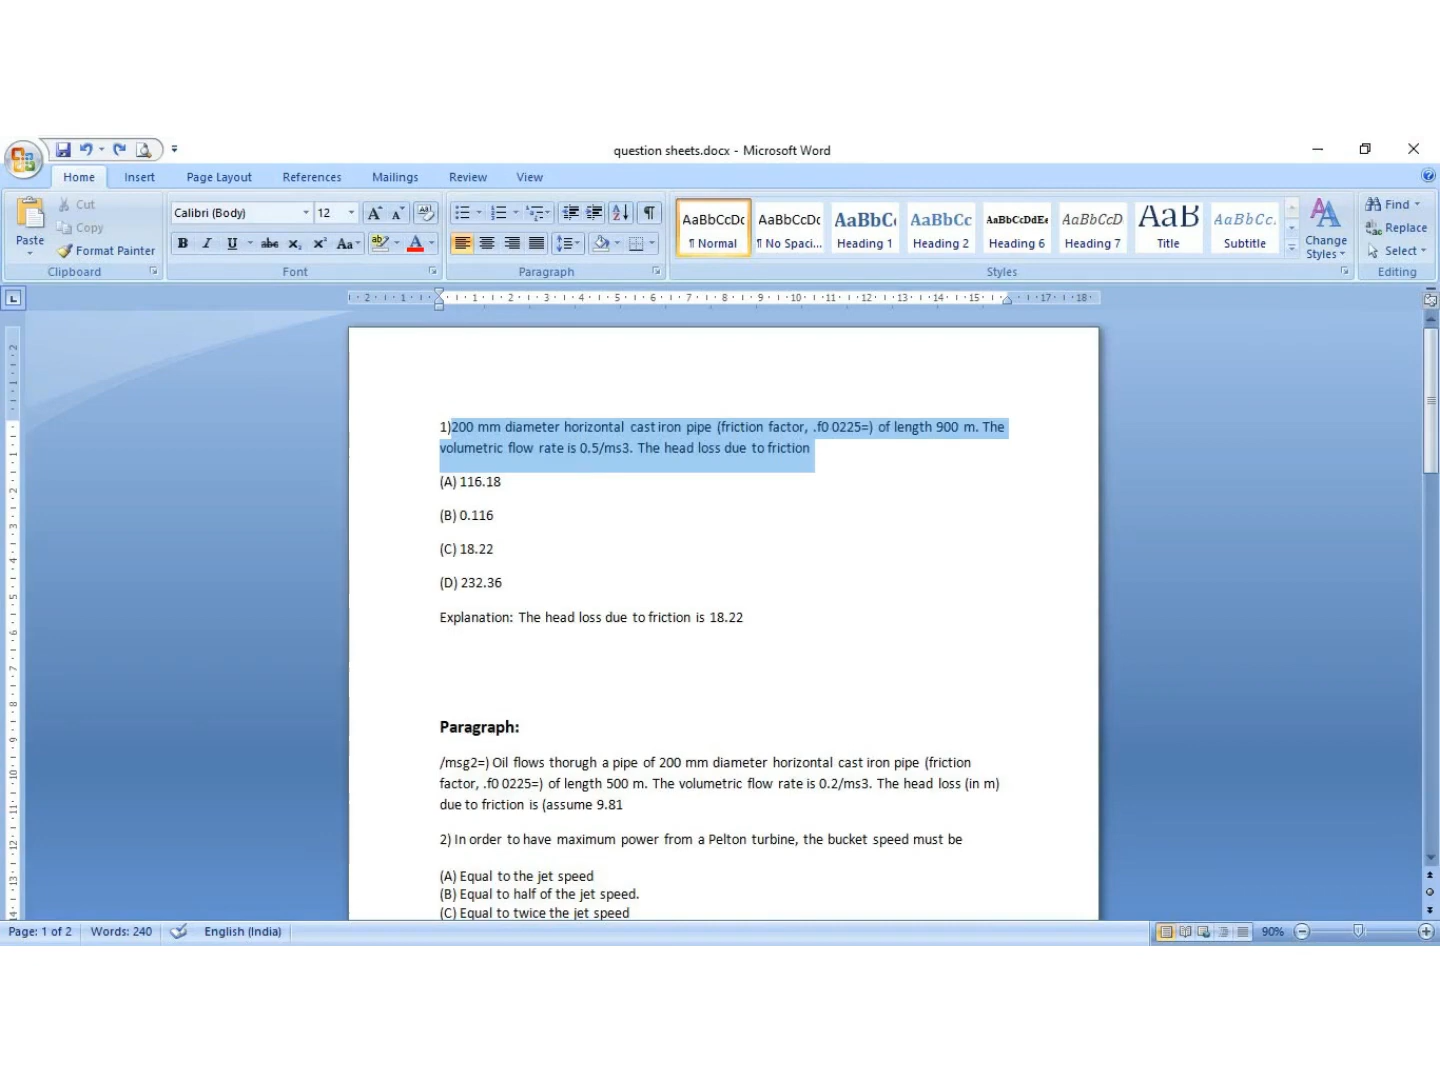 question sheets.docx - Microsoft Word
Home Insert Page Layout References Mailings Review View
Paste
Cut
Copy
Format Painter
Clipboard
Calibri (Body) 12
Font
Paragraph
AaBbCcDc AaBbCcDc AaBbC AaBbCc AaBbCcDdEe AaBbCcD AaB AaBbCc.
¶ Normal ¶ No Spaci... Heading 1 Heading 2 Heading 6 Heading 7 Title Subtitle
Change Styles
Styles
Find
Replace
Select
Editing
1)200 mm diameter horizontal cast iron pipe (friction factor, .f0 0225=) of length 900 m. The
volumetric flow rate is 0.5/ms3. The head loss due to friction
(A) 116.18
(B) 0.116
(C) 18.22
(D) 232.36
Explanation: The head loss due to friction is 18.22
Paragraph:
/msg2=) Oil flows thorugh a pipe of 200 mm diameter horizontal cast iron pipe (friction
factor, .f0 0225=) of length 500 m. The volumetric flow rate is 0.2/ms3. The head loss (in m)
due to friction is (assume 9.81
2) In order to have maximum power from a Pelton turbine, the bucket speed must be
(A) Equal to the jet speed
(B) Equal to half of the jet speed.
(C) Equal to twice the jet speed
Page: 1 of 2 Words: 240 English (India) 90%